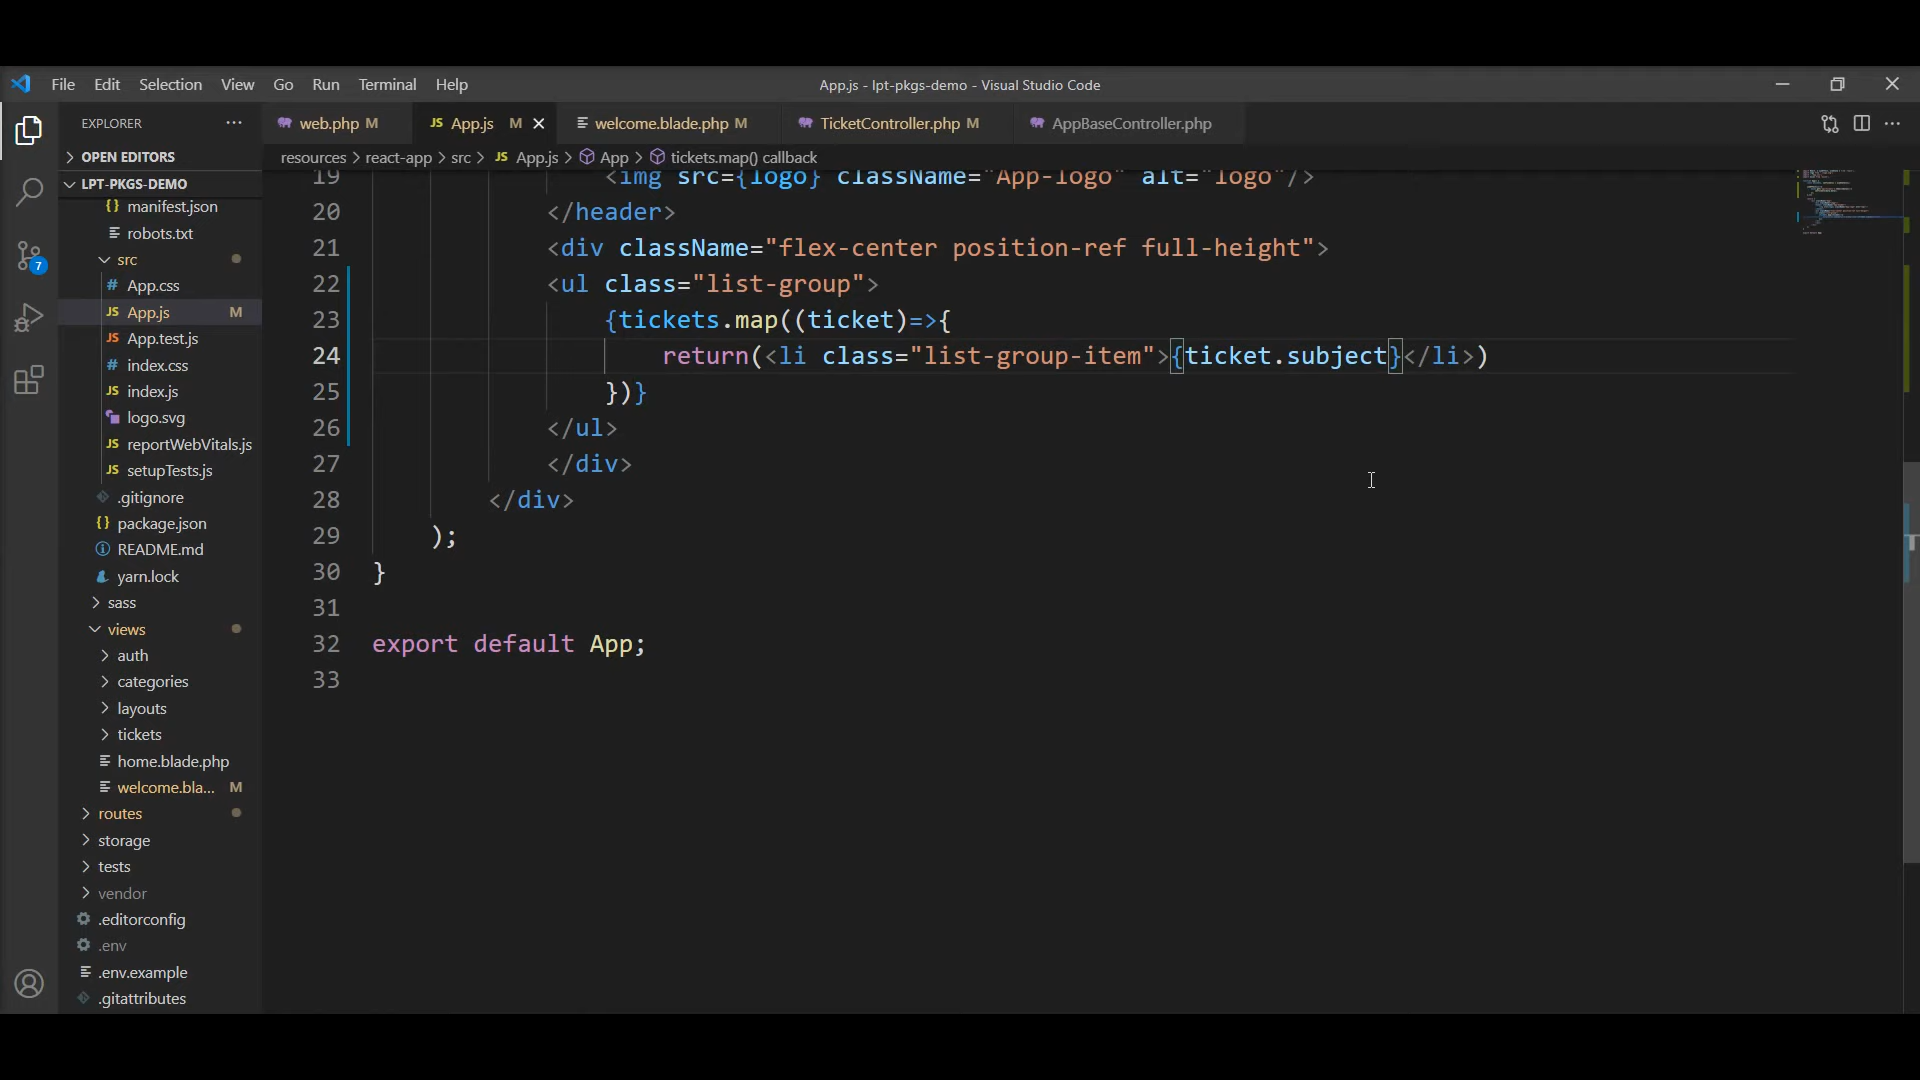 File Edit Selection View Go Run Terminal Help
App.js - lpt-pkgs-demo - Visual Studio Code
EXPLORER
web.php M
JS App.js M
welcome.blade.php M
TicketController.php M
AppBaseController.php
OPEN EDITORS
LPT-PKGS-DEMO
resources > react-app > src > JS App.js > App > tickets.map() callback
{} manifest.json
robots.txt
src
# App.css
JS App.js M
JS App.test.js
# index.css
JS index.js
logo.svg
JS reportWebVitals.js
JS setupTests.js
.gitignore
{} package.json
README.md
yarn.lock
sass
views
auth
categories
layouts
tickets
home.blade.php
welcome.bla... M
routes
storage
tests
vendor
.editorconfig
.env
.env.example
.gitattributes
7
19 <img src={logo} className="App-logo" alt="logo"/>
20 </header>
21 <div className="flex-center position-ref full-height">
22 <ul class="list-group">
23 {tickets.map((ticket)=>{
24 return(<li class="list-group-item">{ticket.subject}</li>)
25 })}
26 </ul>
27 </div>
28 </div>
29 );
30 }
31
32 export default App;
33